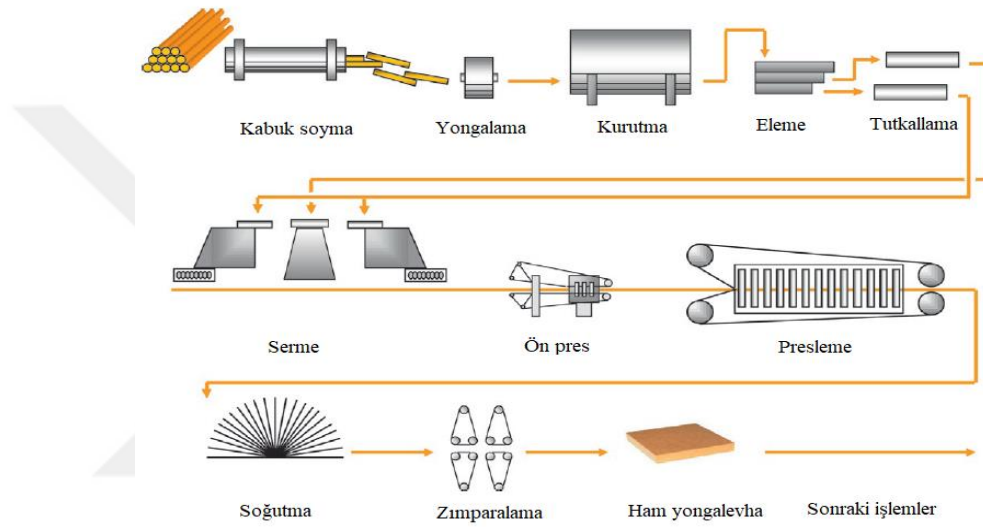 Kabuk soyma
Yongalama
Kurutma
Eleme
Tutkallama
Serme
Ön pres
Presleme
Soğutma
Zımparalama
Ham yongalevha
Sonraki işlemler